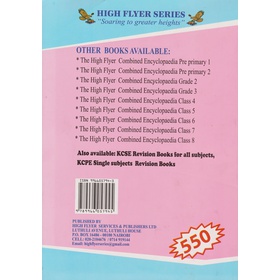 HIGH FLYER SERIES
"Soaring to greater heights"
OTHER BOOKS AVAILABLE:
* The High Flyer Combined Encyclopaedia Pre primary 1
* The High Flyer Combined Encyclopaedia Pre primary 2
* The High Flyer Combined Encyclopaedia Grade 2
* The High Flyer Combined Encyclopaedia Grade 3
* The High Flyer Combined Encyclopaedia Class 4
* The High Flyer Combined Encyclopaedia Class 5
* The High Flyer Combined Encyclopaedia Class 6
* The High Flyer Combined Encyclopaedia Class 7
* The High Flyer Combined Encyclopaedia Class 8
Also available: KCSE Revision Books for all subjects,
KCPE Single subjects Revision Books
PUBLISHED BY
HIGH FLYER SERVICES & PUBLISHERS LTD
LUTHULI AVENUE, LUTHULI HOUSE
550